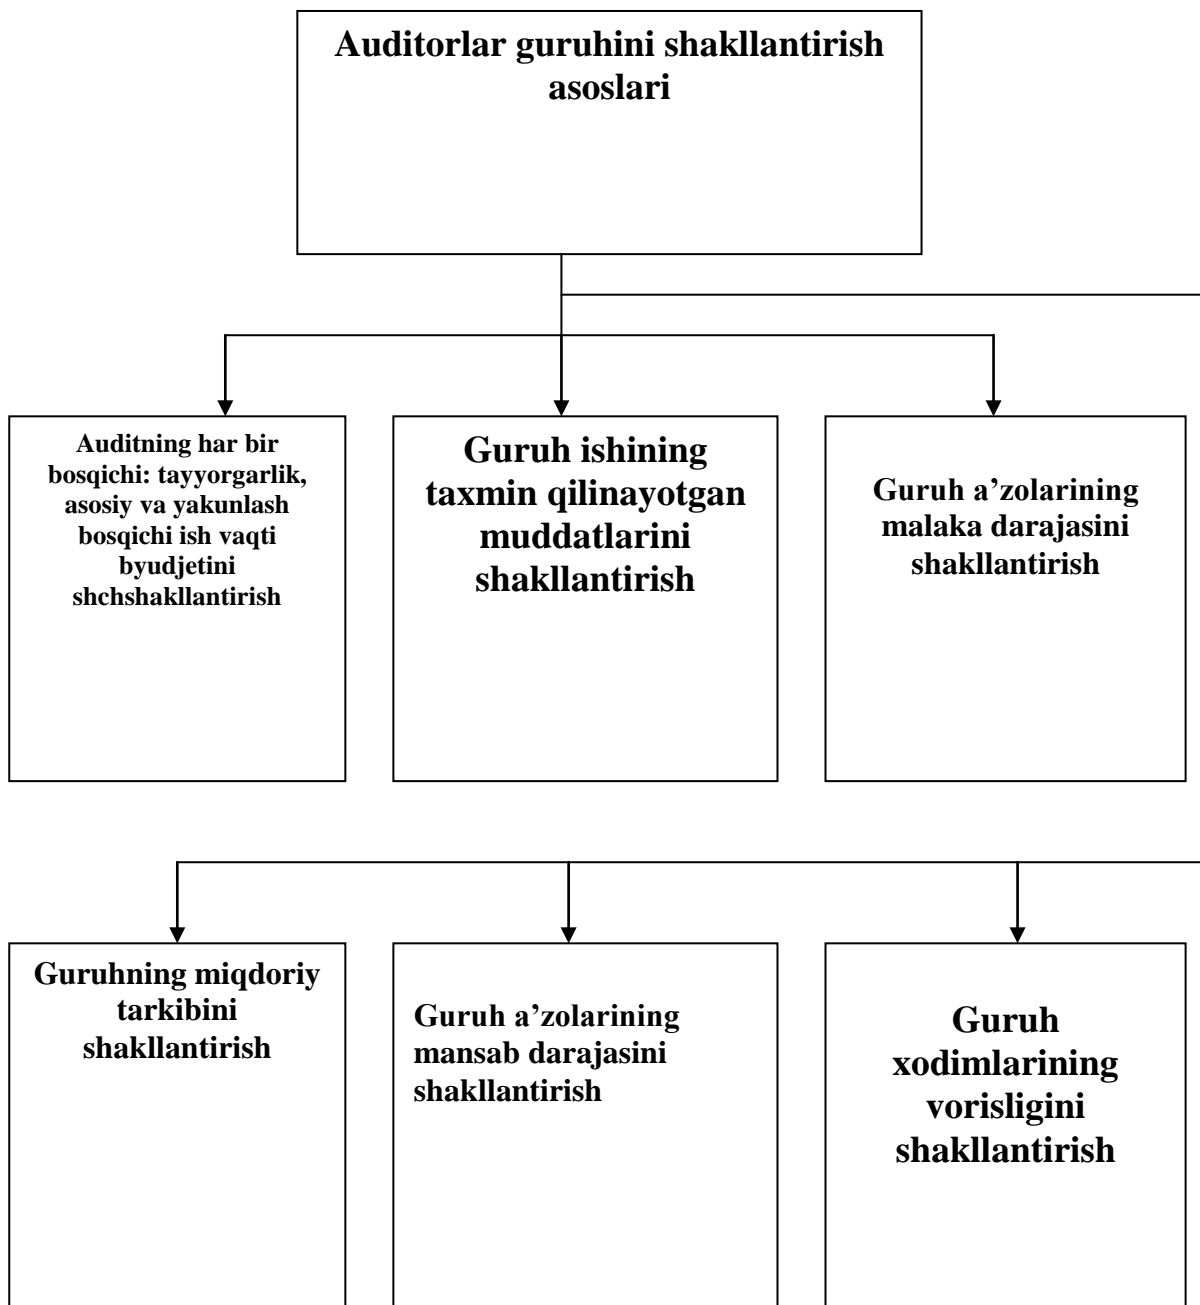 Auditorlar guruhini shakllantirish
asoslari
Auditning har bir
bosqichi: tayyorgarlik,
asosiy va yakunlash
bosqichi ish vaqti
byudjetini
shchshakllantirish
Guruh ishining
taxmin qilinayotgan
muddatlarini
shakllantirish
Guruh a’zolarining
malaka darajasini
shakllantirish
Guruhning miqdoriy
tarkibini
shakllantirish
Guruh a’zolarining
mansab darajasini
shakllantirish
Guruh
xodimlarining
vorisligini
shakllantirish